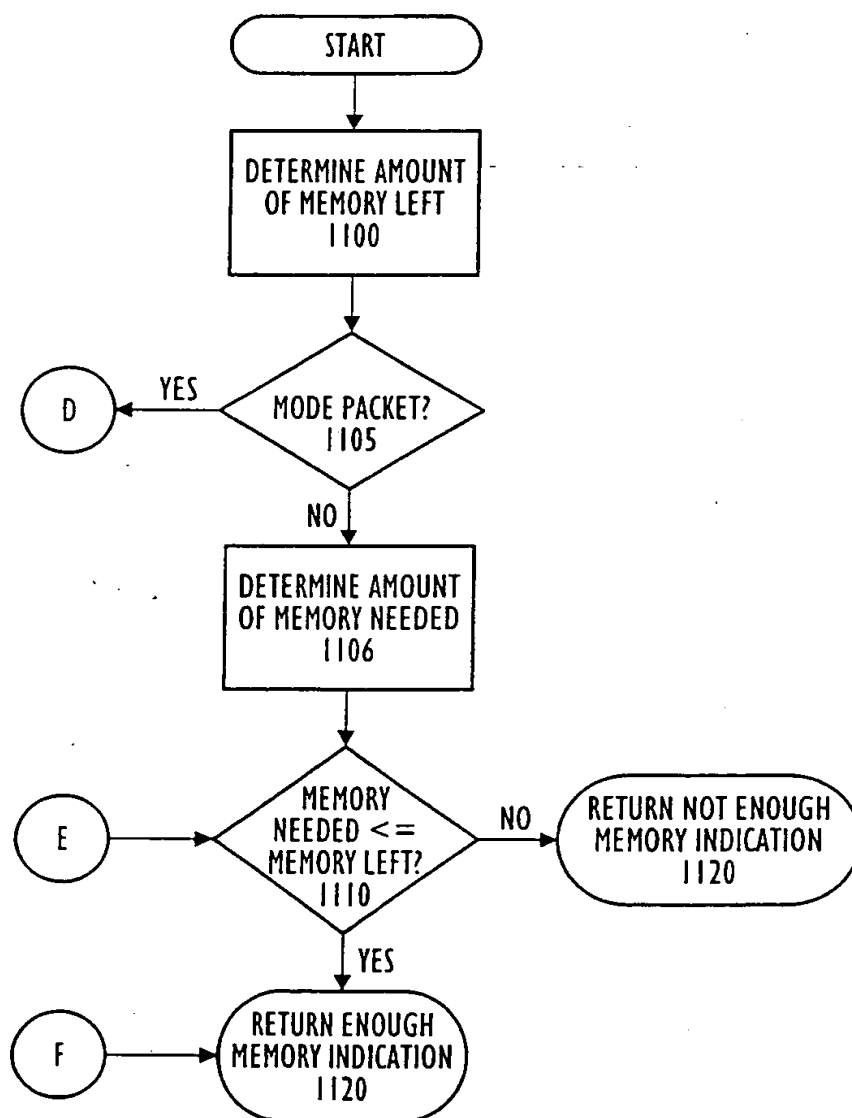 START
DETERMINE AMOUNT
OF MEMORY LEFT
1100
YES
D
MODE PACKET?
1105
NO
DETERMINE AMOUNT
OF MEMORY NEEDED
1106
E
MEMORY
NEEDED <=
MEMORY LEFT?
1110
NO
RETURN NOT ENOUGH
MEMORY INDICATION
1120
YES
F
RETURN ENOUGH
MEMORY INDICATION
1120